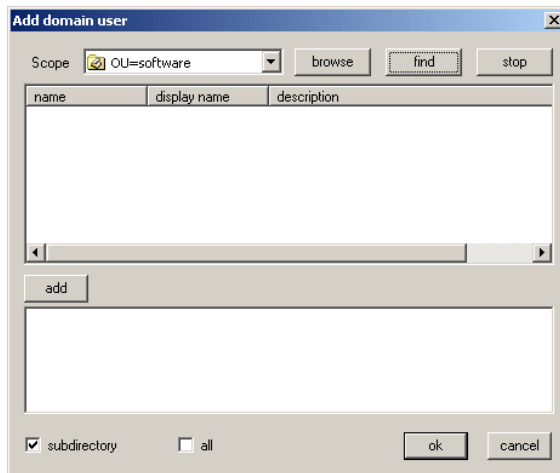 Add domain user
Scope OU=software browse find stop
name display name description
add
subdirectory all ok cancel